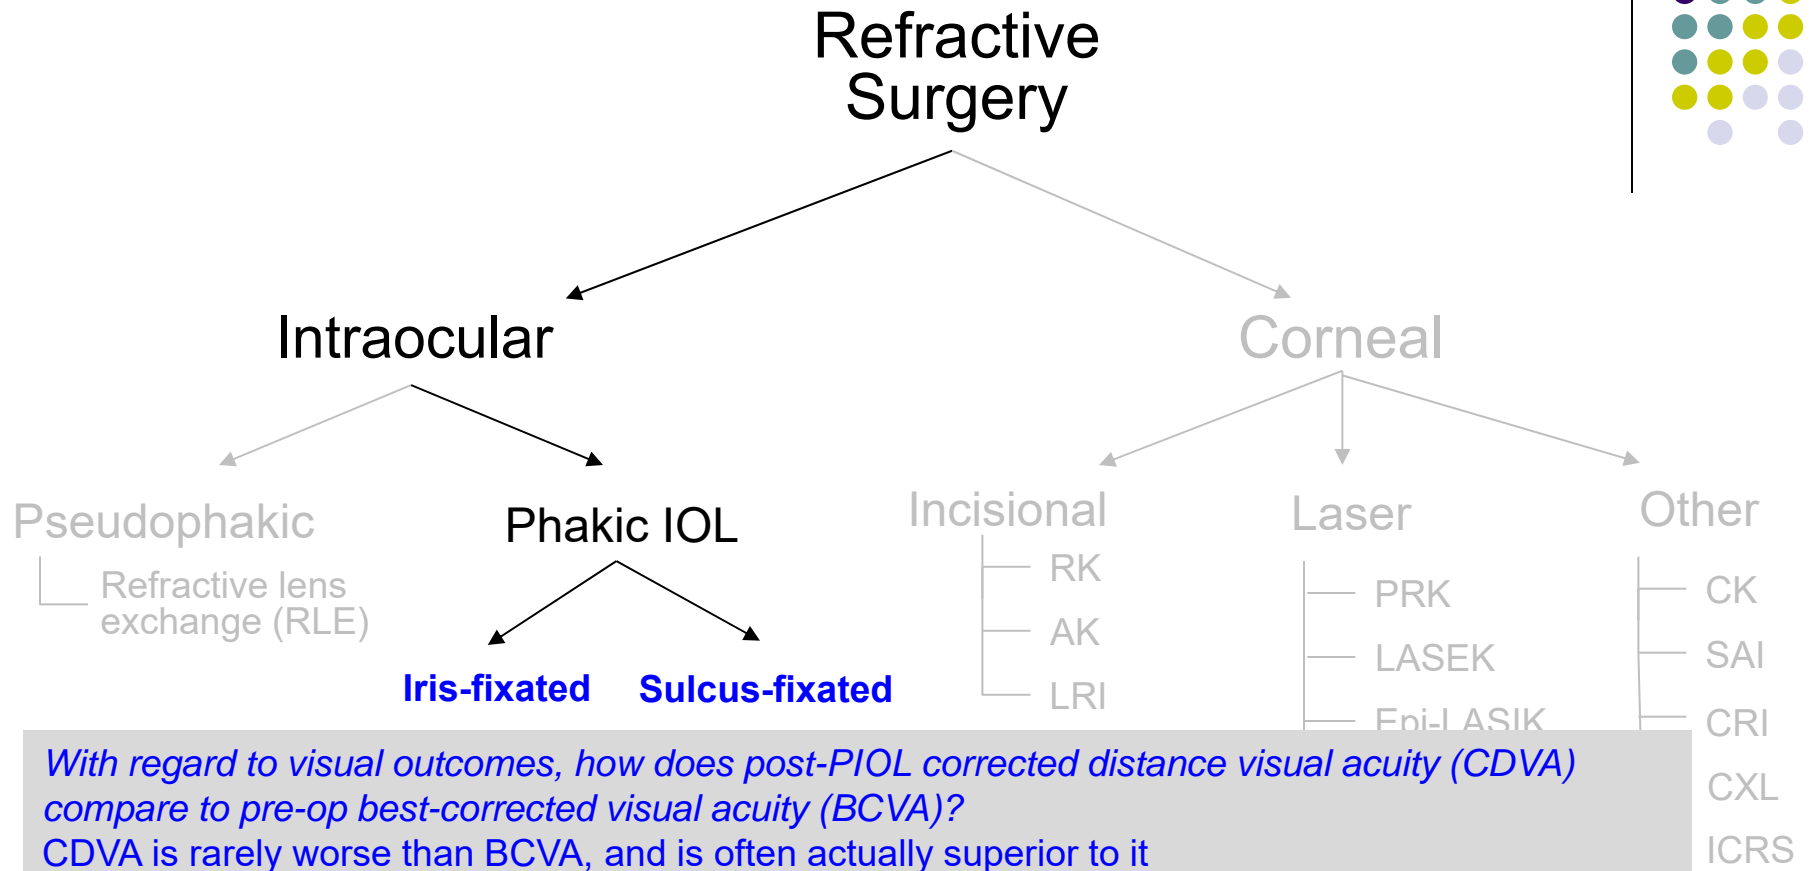 Refractive
Surgery
Intraocular
Corneal
Pseudophakic
Refractive lens
exchange (RLE)
Phakic IOL
Iris-fixated
Sulcus-fixated
Incisional
RK
AK
LRI
Laser
PRK
LASEK
Epi-LASIK
Other
CK
SAI
CRI
CXL
ICRS
With regard to visual outcomes, how does post-PIOL corrected distance visual acuity (CDVA)
compare to pre-op best-corrected visual acuity (BCVA)?
CDVA is rarely worse than BCVA, and is often actually superior to it